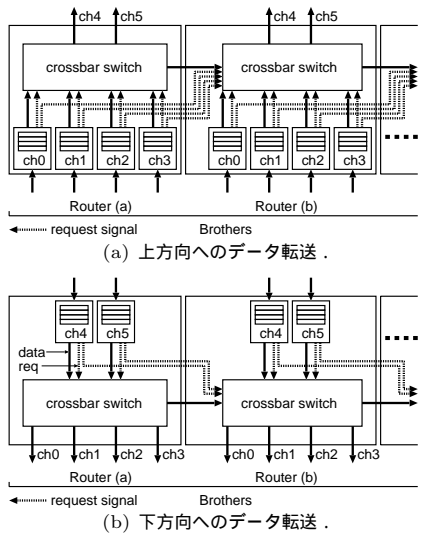 ch4 ch5 ch4 ch5
crossbar switch crossbar switch
ch0 ch1 ch2 ch3 ch0 ch1 ch2 ch3
Router (a) Router (b)
request signal Brothers
(a) 上方向へのデータ転送．
ch4 ch5 ch4 ch5
data
req
crossbar switch crossbar switch
ch0 ch1 ch2 ch3 ch0 ch1 ch2 ch3
Router (a) Router (b)
request signal Brothers
(b) 下方向へのデータ転送．